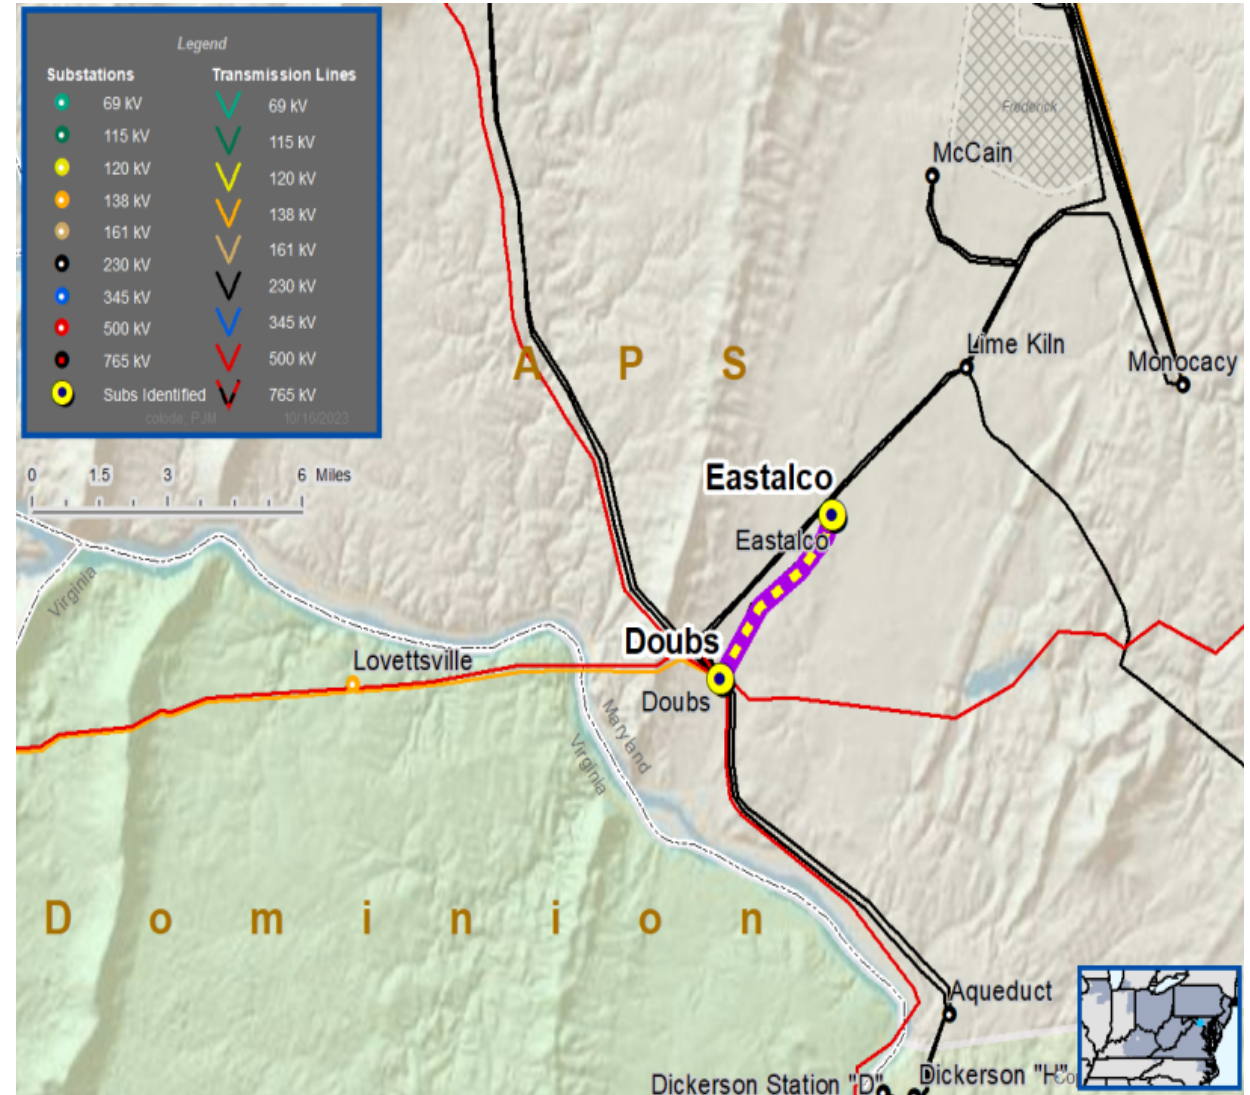 Legend
Substations Transmission Lines
69 kV 69 kV
115 kV 115 kV
120 kV 120 kV
138 kV 138 kV
161 kV 161 kV
230 kV 230 kV
345 kV 345 kV
500 kV 500 kV
765 kV 765 kV
Subs Identified
colode, PJM 10/16/2023
0 1.5 3 6 Miles
Frederick
McCain
Lime Kiln
Monocacy
A P S
Eastalco
Eastalco
Virginia
Doubs
Lovettsville
Doubs
Maryland
Virginia
D o m i n i o n
Aqueduct
Dickerson Station "D"
Dickerson "H"